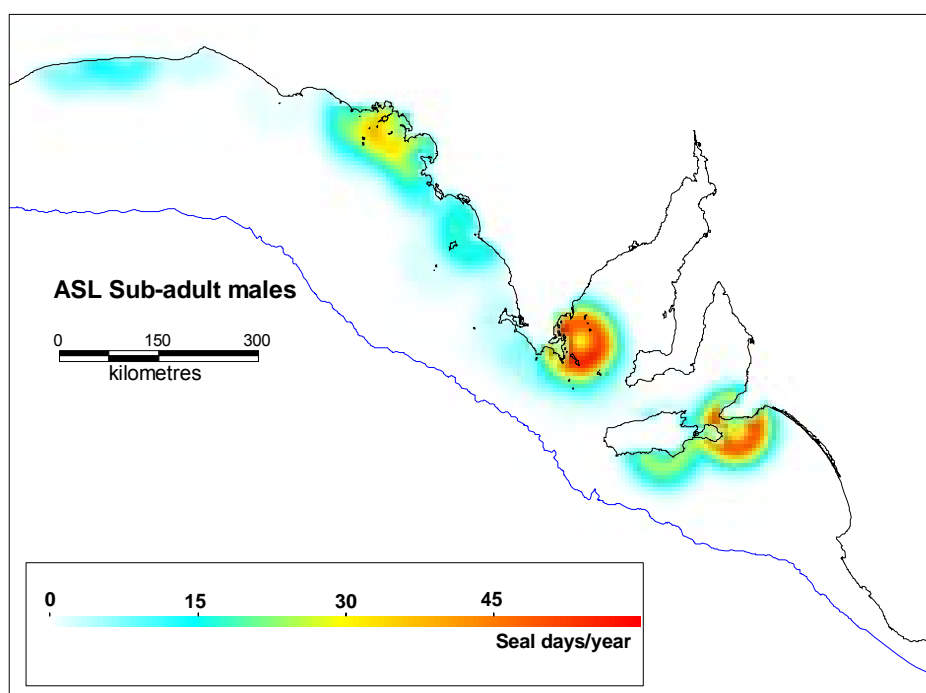 ASL Sub-adult males
0 150 300
kilometres
0 15 30 45
Seal days/year